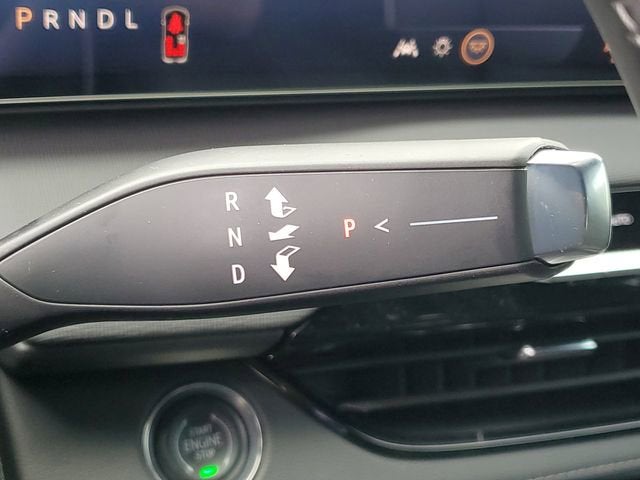 PRNDL
R
N
P <
D
START
ENGINE
STOP